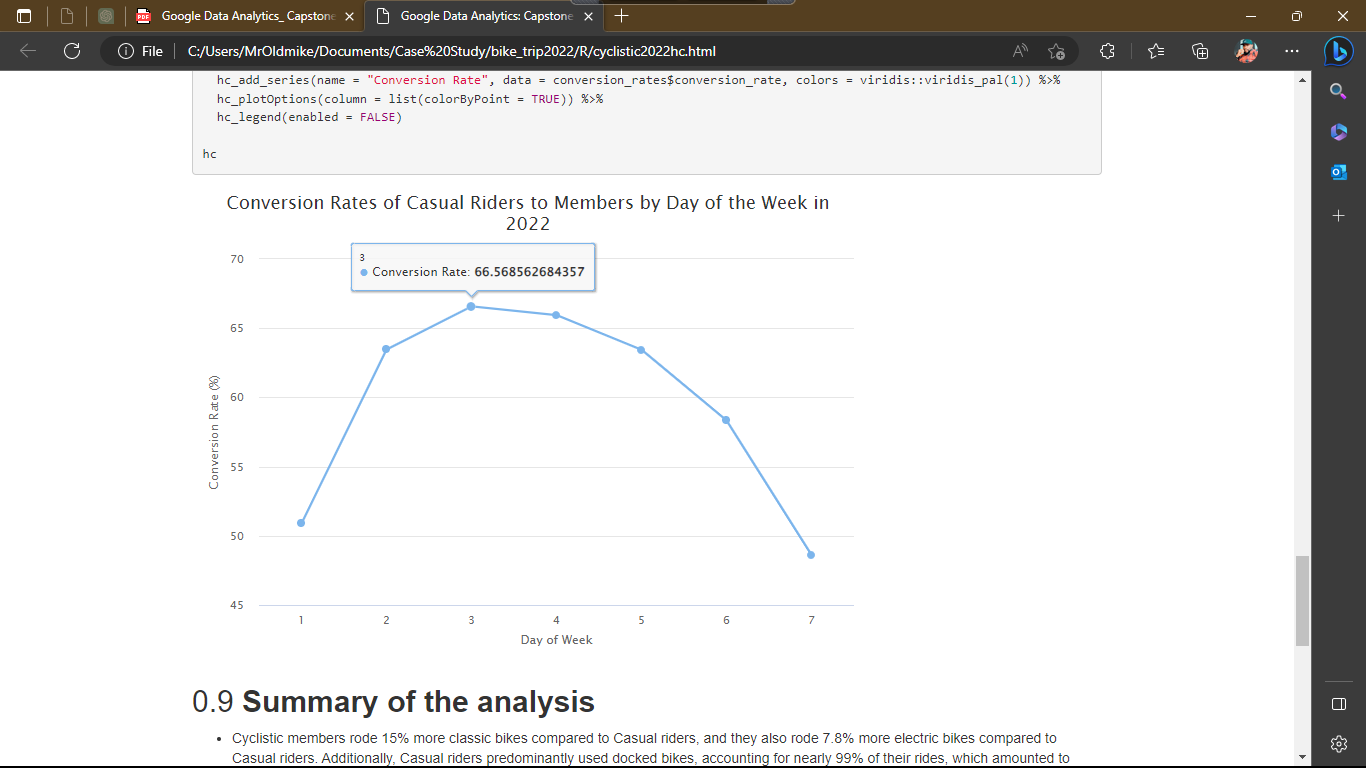 Google Data Analytics_ Capstone
Google Data Analytics: Capstone
File
C:/Users/MrOldmike/Documents/Case%20Study/bike_trip2022/R/cyclistic2022hc.html
hc_add_series(name = "Conversion Rate", data = conversion_rates$conversion_rate, colors = viridis::viridis_pal(1)) %>%
hc_plotOptions(column = list(colorByPoint = TRUE)) %>%
hc_legend(enabled = FALSE)
hc
Conversion Rates of Casual Riders to Members by Day of the Week in
2022
3
Conversion Rate: 66.568562684357
70
65
60
55
50
45
Conversion Rate (%)
1 2 3 4 5 6 7
Day of Week
0.9 Summary of the analysis
• Cyclistic members rode 15% more classic bikes compared to Casual riders, and they also rode 7.8% more electric bikes compared to
Casual riders. Additionally, Casual riders predominantly used docked bikes, accounting for nearly 99% of their rides, which amounted to